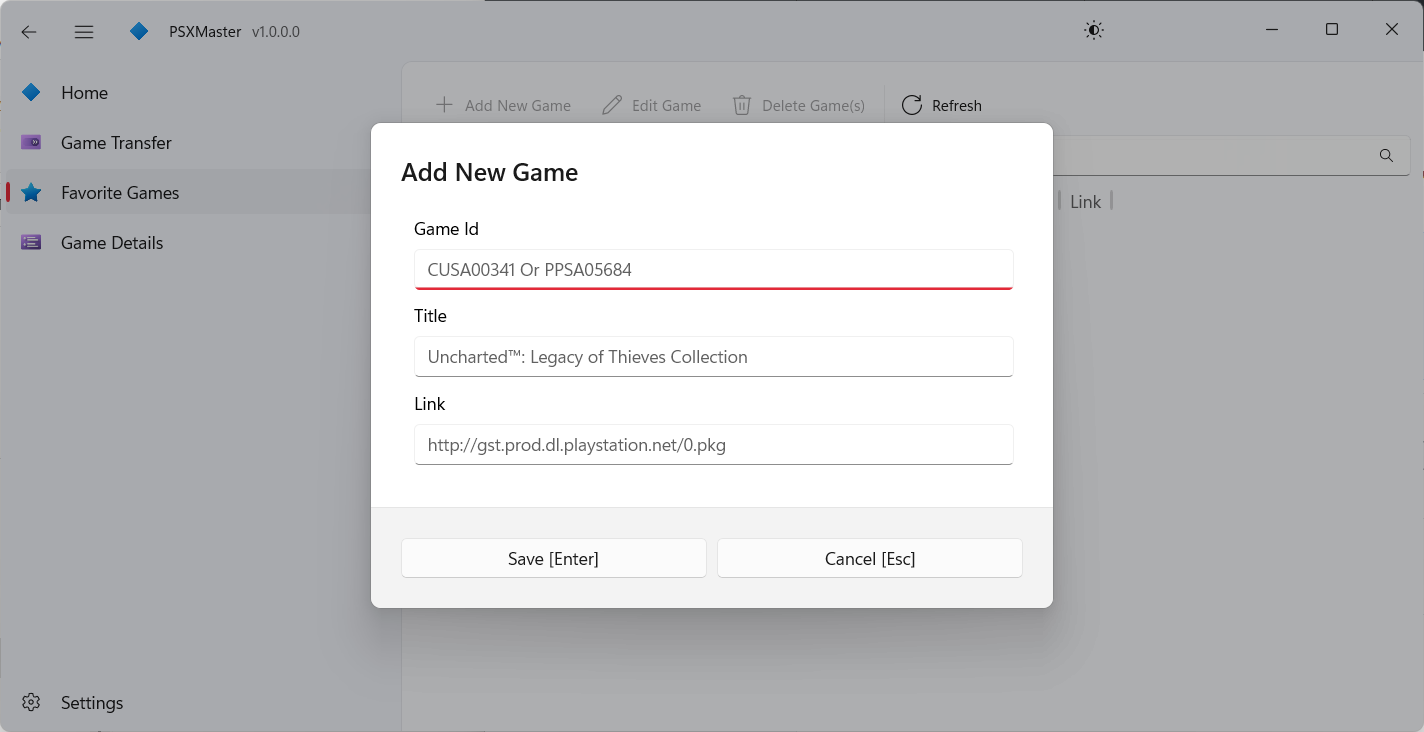 PSXMaster v1.0.0.0
Home
Game Transfer
Favorite Games
Game Details
Settings
Add New Game Edit Game Delete Game(s) Refresh
Link
Add New Game
Game Id
CUSA00341 Or PPSA05684
Title
Uncharted™: Legacy of Thieves Collection
Link
http://gst.prod.dl.playstation.net/0.pkg
Save [Enter] Cancel [Esc]